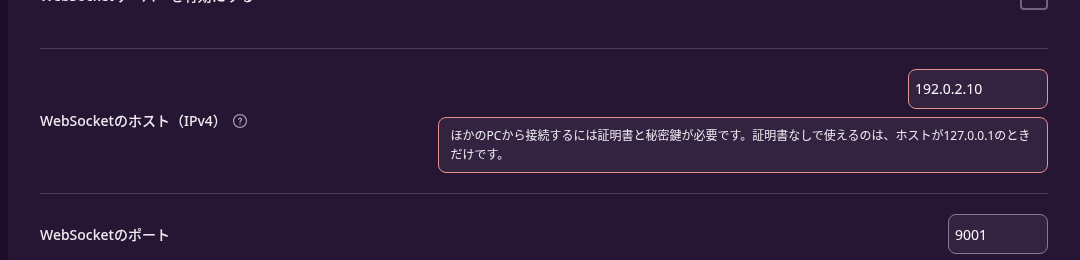 192.0.2.10
WebSocketのホスト（IPv4） ?
ほかのPCから接続するには証明書と秘密鍵が必要です。証明書なしで使えるのは、ホストが127.0.0.1のとき
だけです。
WebSocketのポート
9001